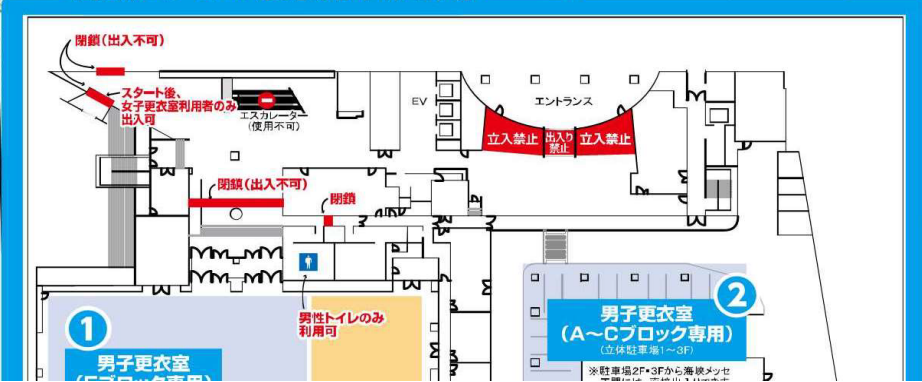 閉鎖(出入不可)
スタート後、
女子更衣室利用者のみ
出入可
エスカレーター
(使用不可)
EV
エントランス
立入禁止
出入り
禁止
立入禁止
閉鎖(出入不可)
閉鎖
男性トイレのみ
利用可
1
男子更衣室
2
男子更衣室
(A～Cブロック専用)
(立体駐車場1～3F)
※駐車場2F・3Fから海峡メッセ